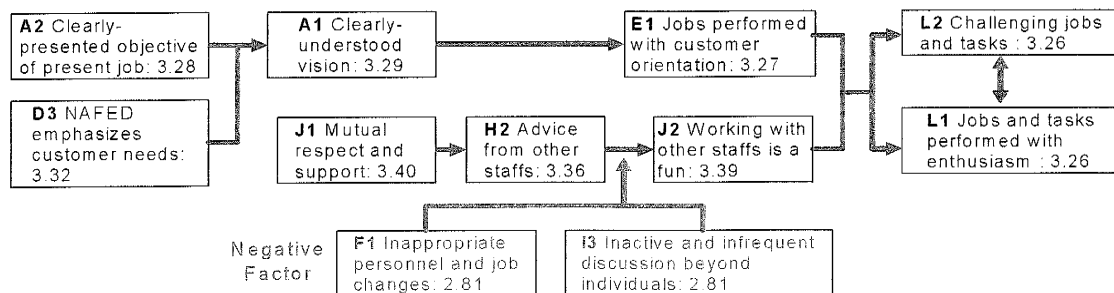 A2 Clearly-
presented objective
of present job: 3.28
A1 Clearly-
understood
vision: 3.29
E1 Jobs performed
with customer
orientation: 3.27
L2 Challenging jobs
and tasks : 3.26
D3 NAFED
emphasizes
customer needs:
3.32
J1 Mutual
respect and
support: 3.40
H2 Advice
from other
staffs: 3.36
J2 Working with
other staffs is a
fun: 3.39
L1 Jobs and tasks
performed with
enthusiasm : 3.26
Negative
Factor
F1 Inappropriate
personnel and job
changes: 2.81
I3 Inactive and infrequent
discussion beyond
individuals: 2.81